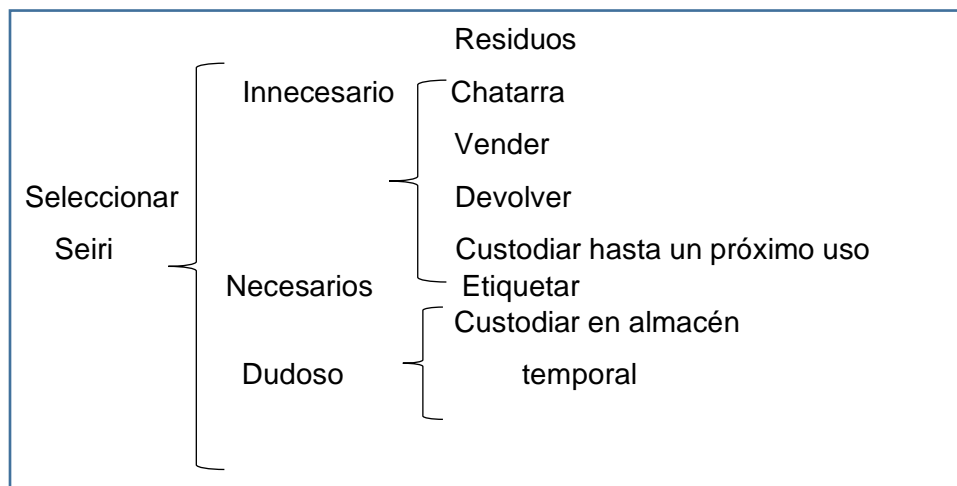 Residuos
Innecesario
Chatarra
Vender
Seleccionar
Devolver
Seiri
Custodiar hasta un próximo uso
Necesarios
Etiquetar
Custodiar en almacén
Dudoso
temporal